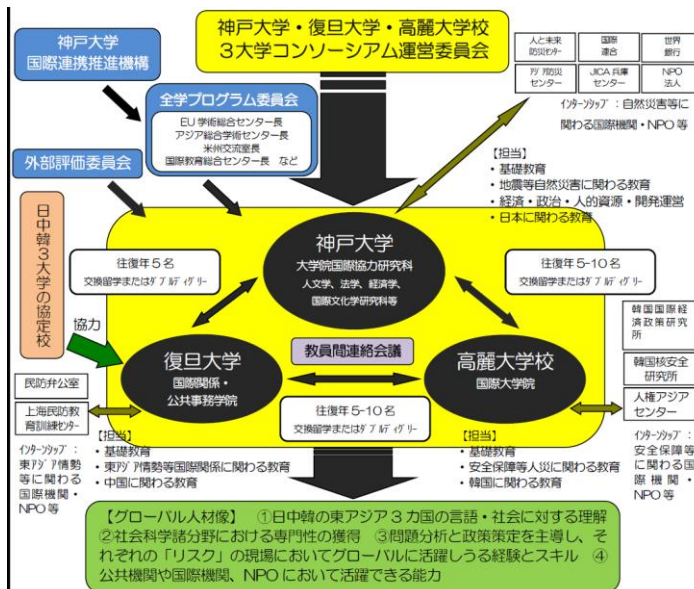 神戸大学・復旦大学・高麗大学校
3大学コンソーシアム運営委員会
神戸大学
国際連携推進機構
全学プログラム委員会
EU学術総合センター長
アジア総合学術センター長
米州交流室長
国際教育総合センター長 など
外部評価委員会
人と未来
防災センター
国際
連合
世界
銀行
アジア防災
センター
JICA兵庫
センター
NPO
法人
インターンシップ：自然災害等に
関わる国際機関・NPO等
【担当】
・基礎教育
・地震等自然災害に関わる教育
・経済・政治・人的資源・開発運営
・日本に関わる教育
日中韓3大学の協定校
協力
神戸大学
大学院国際協力研究科
人文学、法学、経済学、
国際文化学研究科等
往復年5名
交換留学またはダブルディグリー
往復年5-10名
交換留学またはダブルディグリー
復旦大学
国際関係・
公共事務学院
教員間連絡会議
高麗大学校
国際大学院
往復年5-10名
交換留学またはダブルディグリー
韓国国際経
済政策研究
所
韓国核安全
研究所
人権アジア
センター
民防弁公室
上海民防教
育訓練センター
インターンシップ：
東アジア情勢
等に関わる
国際機関・
NPO等
【担当】
・基礎教育
・東アジア情勢等国際関係に関わる教育
・中国に関わる教育
【担当】
・基礎教育
・安全保障等人災に関わる教育
・韓国に関わる教育
インターンシップ：
安全保障等
に関わる国
際機関・
NPO等
【グローバル人材像】 ①日中韓の東アジア3カ国の言語・社会に対する理解
②社会科学諸分野における専門性の獲得 ③問題分析と政策策定を主導し、そ
れぞれの「リスク」の現場においてグローバルに活躍しうる経験とスキル ④
公共機関や国際機関、NPOにおいて活躍できる能力